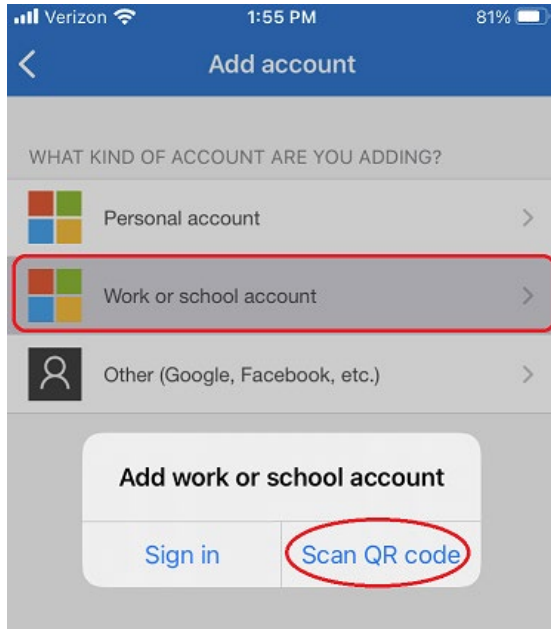 Verizon 1:55 PM 81%
Add account
WHAT KIND OF ACCOUNT ARE YOU ADDING?
Personal account
Work or school account
Other (Google, Facebook, etc.)
Add work or school account
Sign in Scan QR code